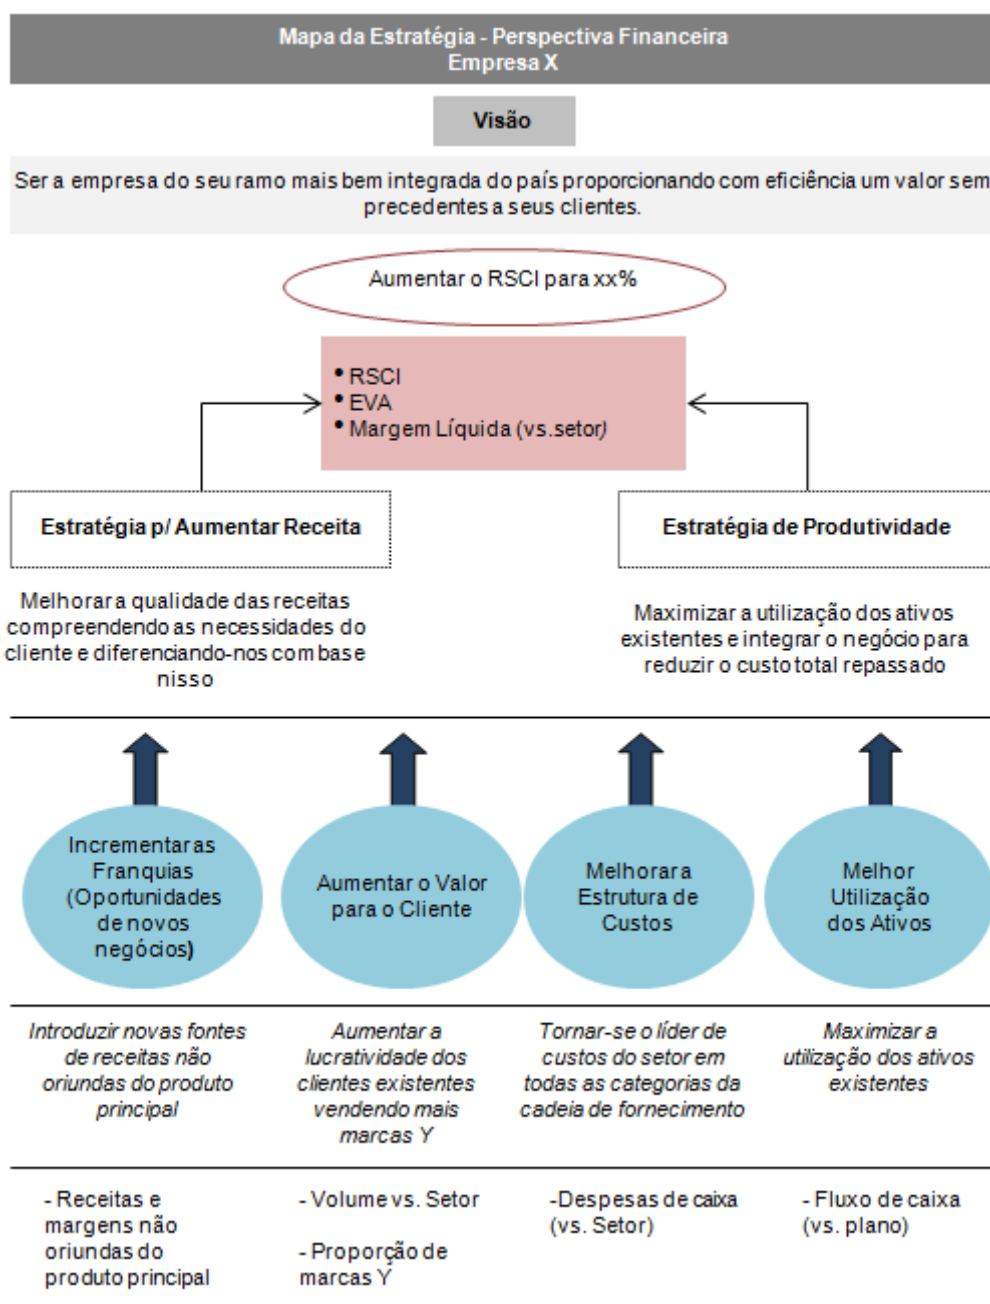 Mapa da Estratégia - Perspectiva Financeira
Empresa X
Visão
Ser a empresa do seu ramo mais bem integrada do país proporcionando com eficiência um valor sem
precedentes a seus clientes.
Aumentar o RSCI para xx%
• RSCI
• EVA
• Margem Líquida (vs.setor)
Estratégia p/ Aumentar Receita
Estratégia de Produtividade
Melhorar a qualidade das receitas
compreendendo as necessidades do
cliente e diferenciando-nos com base
nisso
Maximizar a utilização dos ativos
existentes e integrar o negócio para
reduzir o custo total repassado
Incrementar as
Franquias
(Oportunidades
de novos
negócios)
Aumentar o Valor
para o Cliente
Melhorar a
Estrutura de
Custos
Melhor
Utilização
dos Ativos
Introduzir novas fontes
de receitas não
oriundas do produto
principal
Aumentar a
lucratividade dos
clientes existentes
vendendo mais
marcas Y
Tornar-se o líder de
custos do setor em
todas as categorias da
cadeia de fornecimento
Maximizar a
utilização dos ativos
existentes
- Receitas e
margens não
oriundas do
produto principal
- Volume vs. Setor
- Proporção de
marcas Y
-Despesas de caixa
(vs. Setor)
- Fluxo de caixa
(vs. plano)